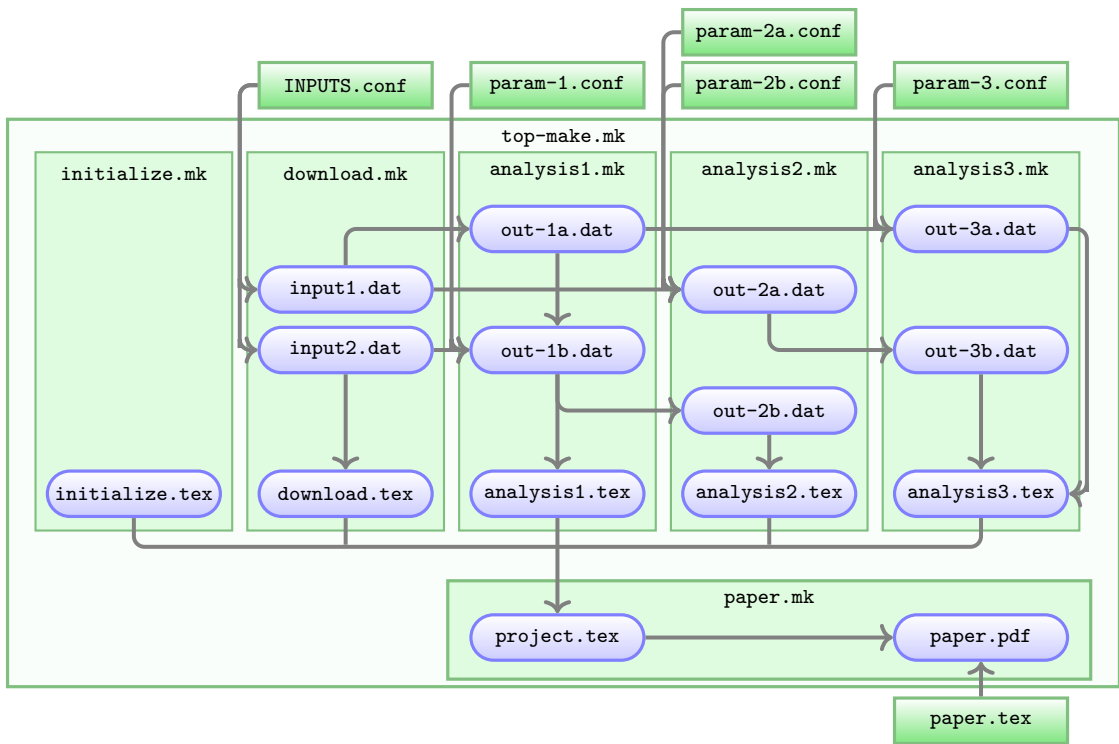 param-2a.conf
INPUTS.conf
param-1.conf
param-2b.conf
param-3.conf
top-make.mk
initialize.mk
download.mk
analysis1.mk
analysis2.mk
analysis3.mk
out-1a.dat
out-3a.dat
input1.dat
out-2a.dat
input2.dat
out-1b.dat
out-3b.dat
out-2b.dat
initialize.tex
download.tex
analysis1.tex
analysis2.tex
analysis3.tex
paper.mk
project.tex
paper.pdf
paper.tex